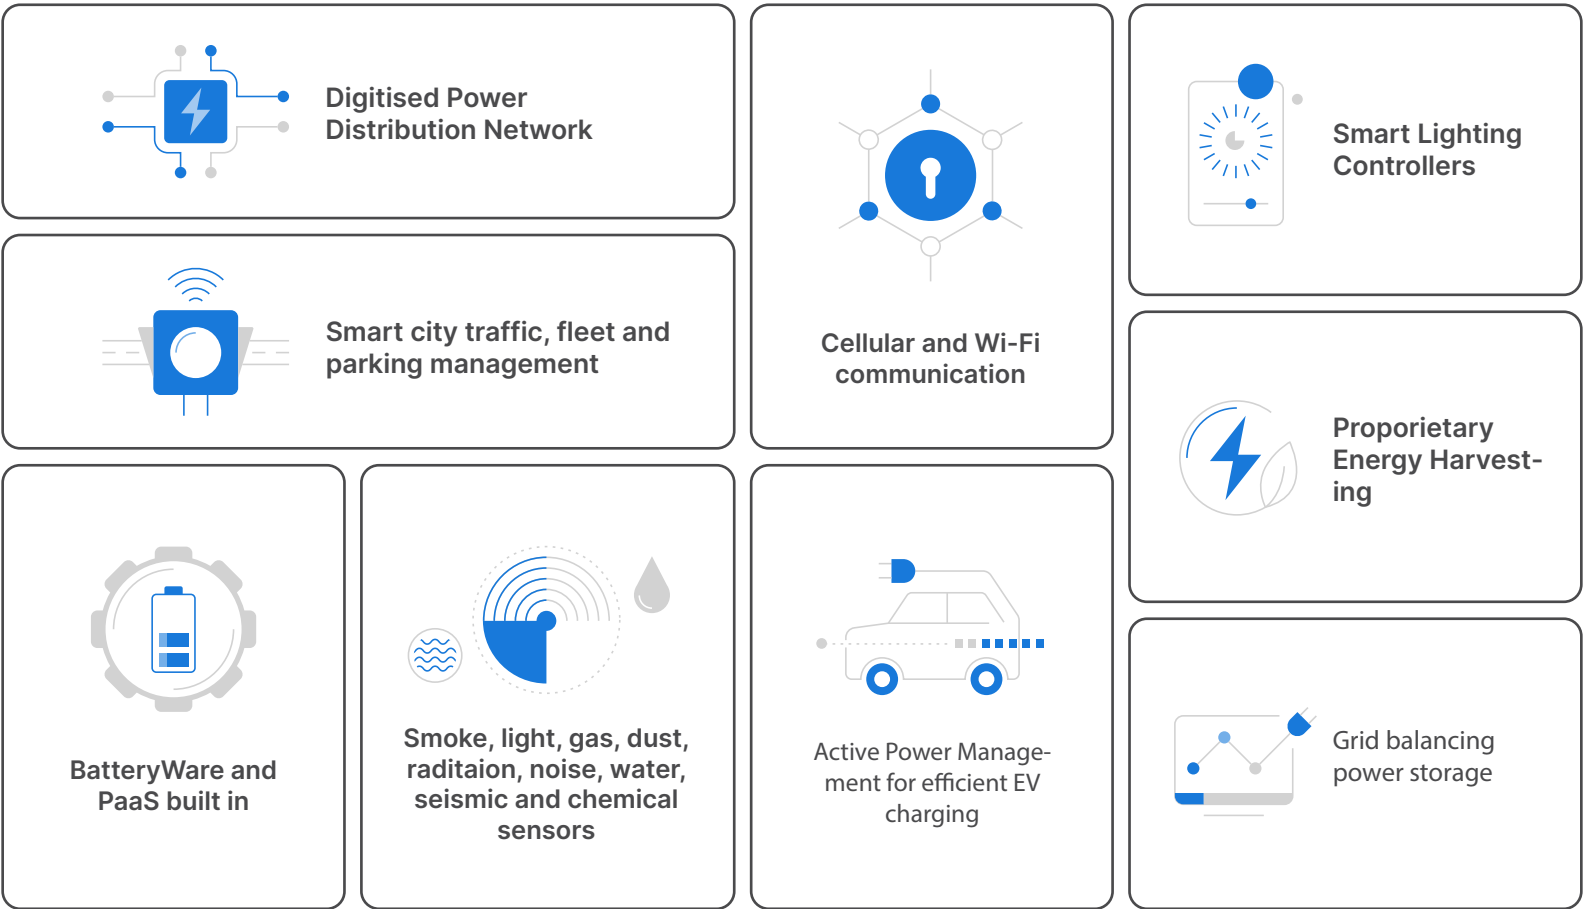 Digitised Power
Distribution Network
Smart city traffic, fleet and
parking management
Cellular and Wi-Fi
communication
Smart Lighting
Controllers
Proporietary
Energy Harvest-
ing
BatteryWare and
PaaS built in
Smoke, light, gas, dust,
raditaion, noise, water,
seismic and chemical
sensors
Active Power Manage-
ment for efficient EV
charging
Grid balancing
power storage